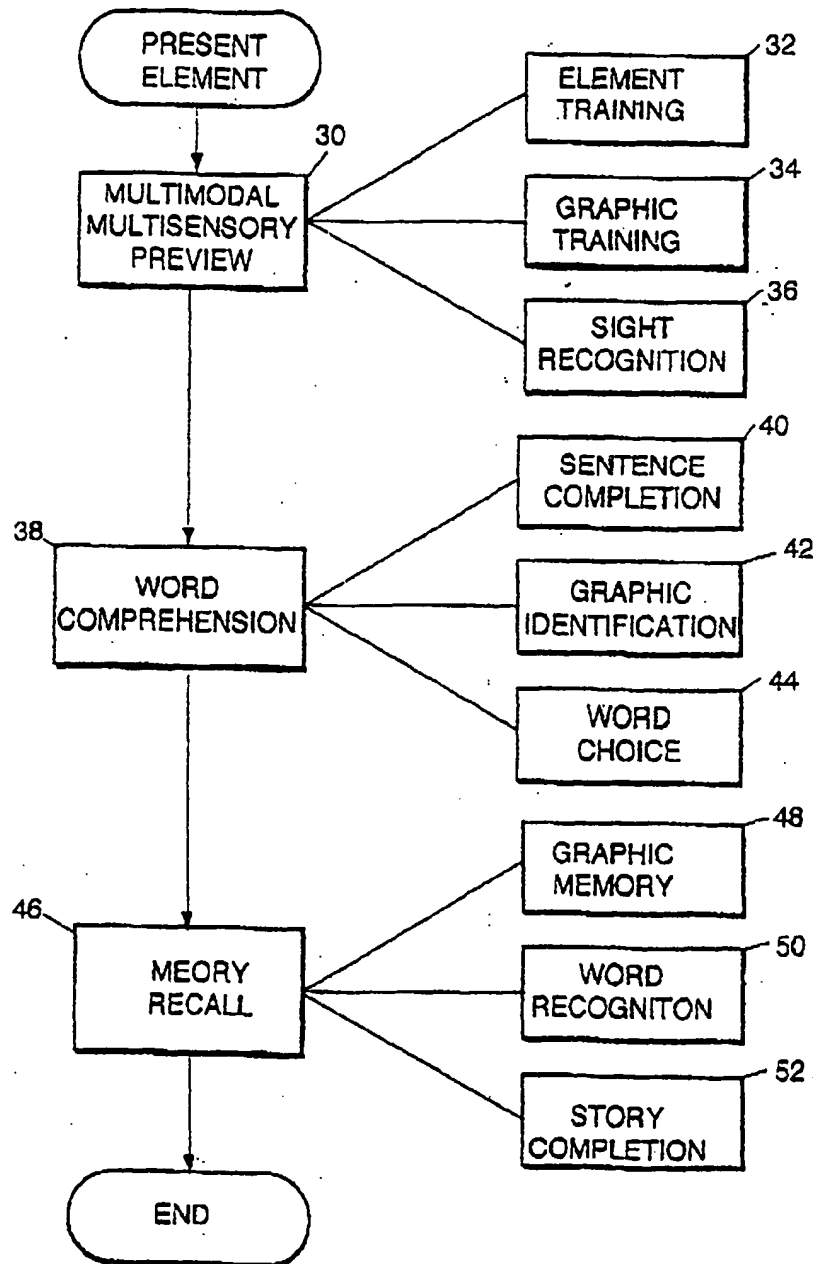 PRESENT
ELEMENT
30
MULTIMODAL
MULTISENSORY
PREVIEW
32
ELEMENT
TRAINING
34
GRAPHIC
TRAINING
36
SIGHT
RECOGNITION
38
WORD
COMPREHENSION
40
SENTENCE
COMPLETION
42
GRAPHIC
IDENTIFICATION
44
WORD
CHOICE
46
MEORY
RECALL
48
GRAPHIC
MEMORY
50
WORD
RECOGNITON
52
STORY
COMPLETION
END